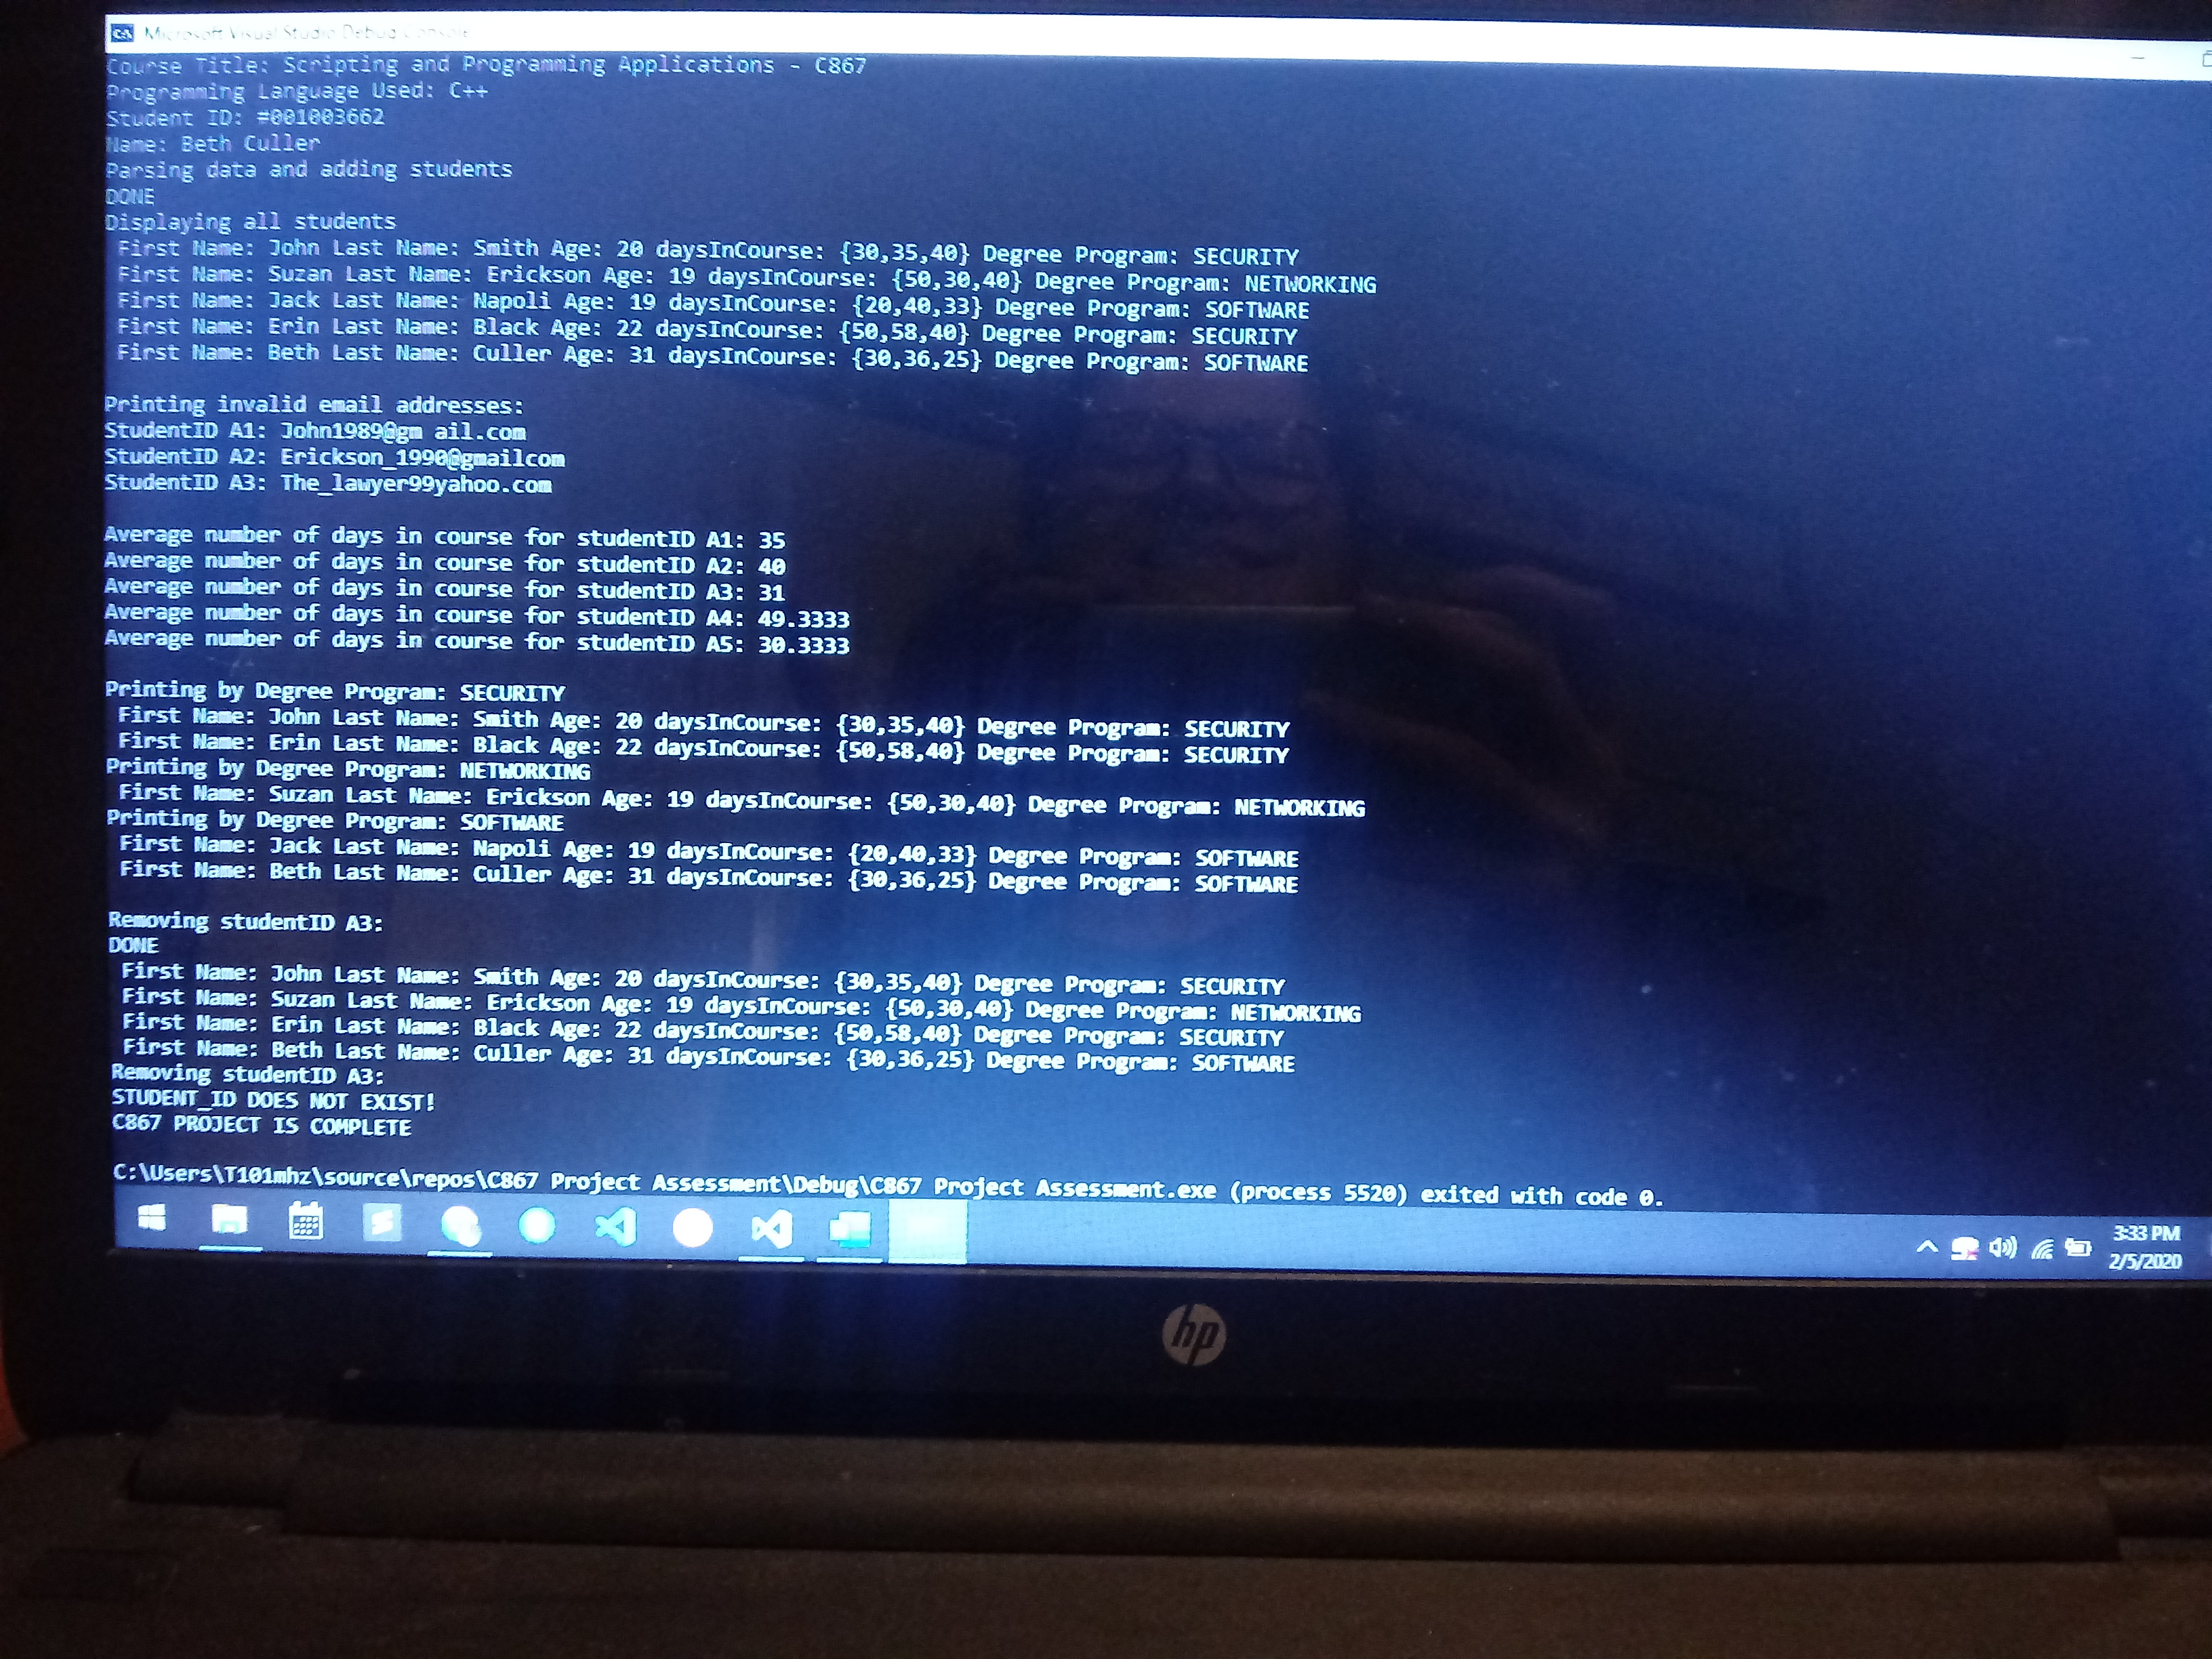 Microsoft Visual Studio Debug Console
Course Title: Scripting and Programming Applications - C867
Programming Language Used: C++
Student ID: #001003662
Name: Beth Culler
Parsing data and adding students
DONE
Displaying all students
First Name: John Last Name: Smith Age: 20 daysInCourse: {30,35,40} Degree Program: SECURITY
First Name: Suzan Last Name: Erickson Age: 19 daysInCourse: {50,30,40} Degree Program: NETWORKING
First Name: Jack Last Name: Napoli Age: 19 daysInCourse: {20,40,33} Degree Program: SOFTWARE
First Name: Erin Last Name: Black Age: 22 daysInCourse: {50,58,40} Degree Program: SECURITY
First Name: Beth Last Name: Culler Age: 31 daysInCourse: {30,36,25} Degree Program: SOFTWARE
Printing invalid email addresses:
StudentID A1: John1989@gm ail.com
StudentID A2: Erickson_1990@gmailcom
StudentID A3: The_lawyer99yahoo.com
Average number of days in course for studentID A1: 35
Average number of days in course for studentID A2: 40
Average number of days in course for studentID A3: 31
Average number of days in course for studentID A4: 49.3333
Average number of days in course for studentID A5: 30.3333
Printing by Degree Program: SECURITY
First Name: John Last Name: Smith Age: 20 daysInCourse: {30,35,40} Degree Program: SECURITY
First Name: Erin Last Name: Black Age: 22 daysInCourse: {50,58,40} Degree Program: SECURITY
Printing by Degree Program: NETWORKING
First Name: Suzan Last Name: Erickson Age: 19 daysInCourse: {50,30,40} Degree Program: NETWORKING
Printing by Degree Program: SOFTWARE
First Name: Jack Last Name: Napoli Age: 19 daysInCourse: {20,40,33} Degree Program: SOFTWARE
First Name: Beth Last Name: Culler Age: 31 daysInCourse: {30,36,25} Degree Program: SOFTWARE
Removing studentID A3:
DONE
First Name: John Last Name: Smith Age: 20 daysInCourse: {30,35,40} Degree Program: SECURITY
First Name: Suzan Last Name: Erickson Age: 19 daysInCourse: {50,30,40} Degree Program: NETWORKING
First Name: Erin Last Name: Black Age: 22 daysInCourse: {50,58,40} Degree Program: SECURITY
First Name: Beth Last Name: Culler Age: 31 daysInCourse: {30,36,25} Degree Program: SOFTWARE
Removing studentID A3:
STUDENT_ID DOES NOT EXIST!
C867 PROJECT IS COMPLETE
C:\Users\T101mhz\source\repos\C867 Project Assessment\Debug\C867 Project Assessment.exe (process 5520) exited with code 0.
3:33 PM
2/5/2020
hp